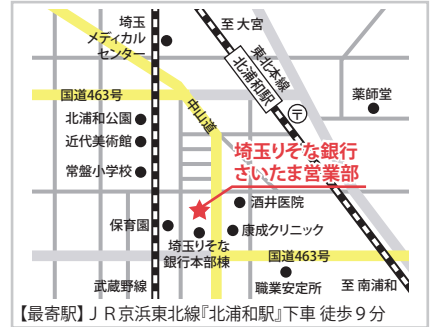 埼玉
メディカル
センター
至 大宮
東北本線
北浦和駅
国道463号
〒
薬師堂
北浦和公園
中山道
近代美術館
埼玉りそな銀行
さいたま営業部
常盤小学校
酒井医院
保育園
康成クリニック
埼玉りそな
銀行本部棟
国道463号
武蔵野線
職業安定所
至 南浦和
【最寄駅】ＪＲ京浜東北線『北浦和駅』下車 徒歩９分